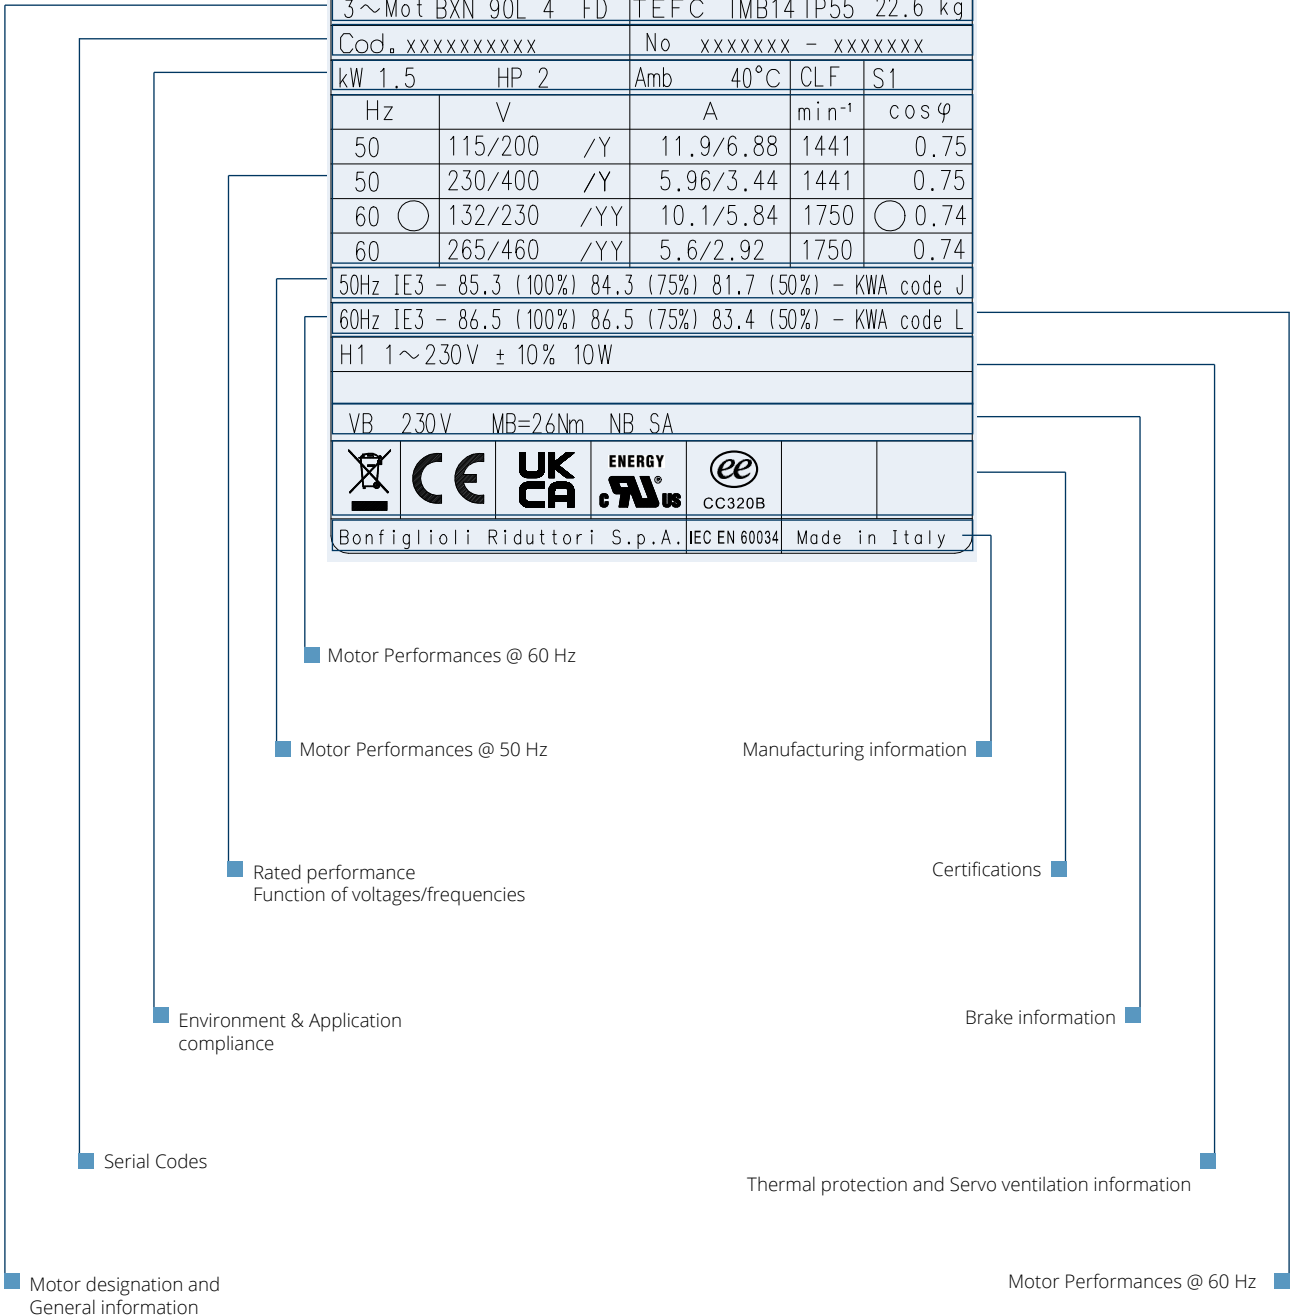 3~Mot BXN 90L 4 FD TEFC IMB14 IP55 22.6 kg
Cod. xxxxxxxxxx No xxxxxxx - xxxxxxx
kW 1.5 HP 2 Amb 40°C CLF S1
Hz V A min⁻¹ cosφ
50 115/200 /Y 11.9/6.88 1441 0.75
50 230/400 /Y 5.96/3.44 1441 0.75
60 132/230 /YY 10.1/5.84 1750 0.74
60 265/460 /YY 5.6/2.92 1750 0.74
50Hz IE3 - 85.3 (100%) 84.3 (75%) 81.7 (50%) - KWA code J
60Hz IE3 - 86.5 (100%) 86.5 (75%) 83.4 (50%) - KWA code L
H1 1~230V ± 10% 10W
VB 230V MB=26Nm NB SA
CE UK CA ENERGY c RU US ee CC320B
Bonfiglioli Riduttori S.p.A. IEC EN 60034 Made in Italy
Motor Performances @ 60 Hz
Motor Performances @ 50 Hz
Manufacturing information
Rated performance
Function of voltages/frequencies
Certifications
Environment & Application
compliance
Brake information
Serial Codes
Thermal protection and Servo ventilation information
Motor designation and
General information
Motor Performances @ 60 Hz